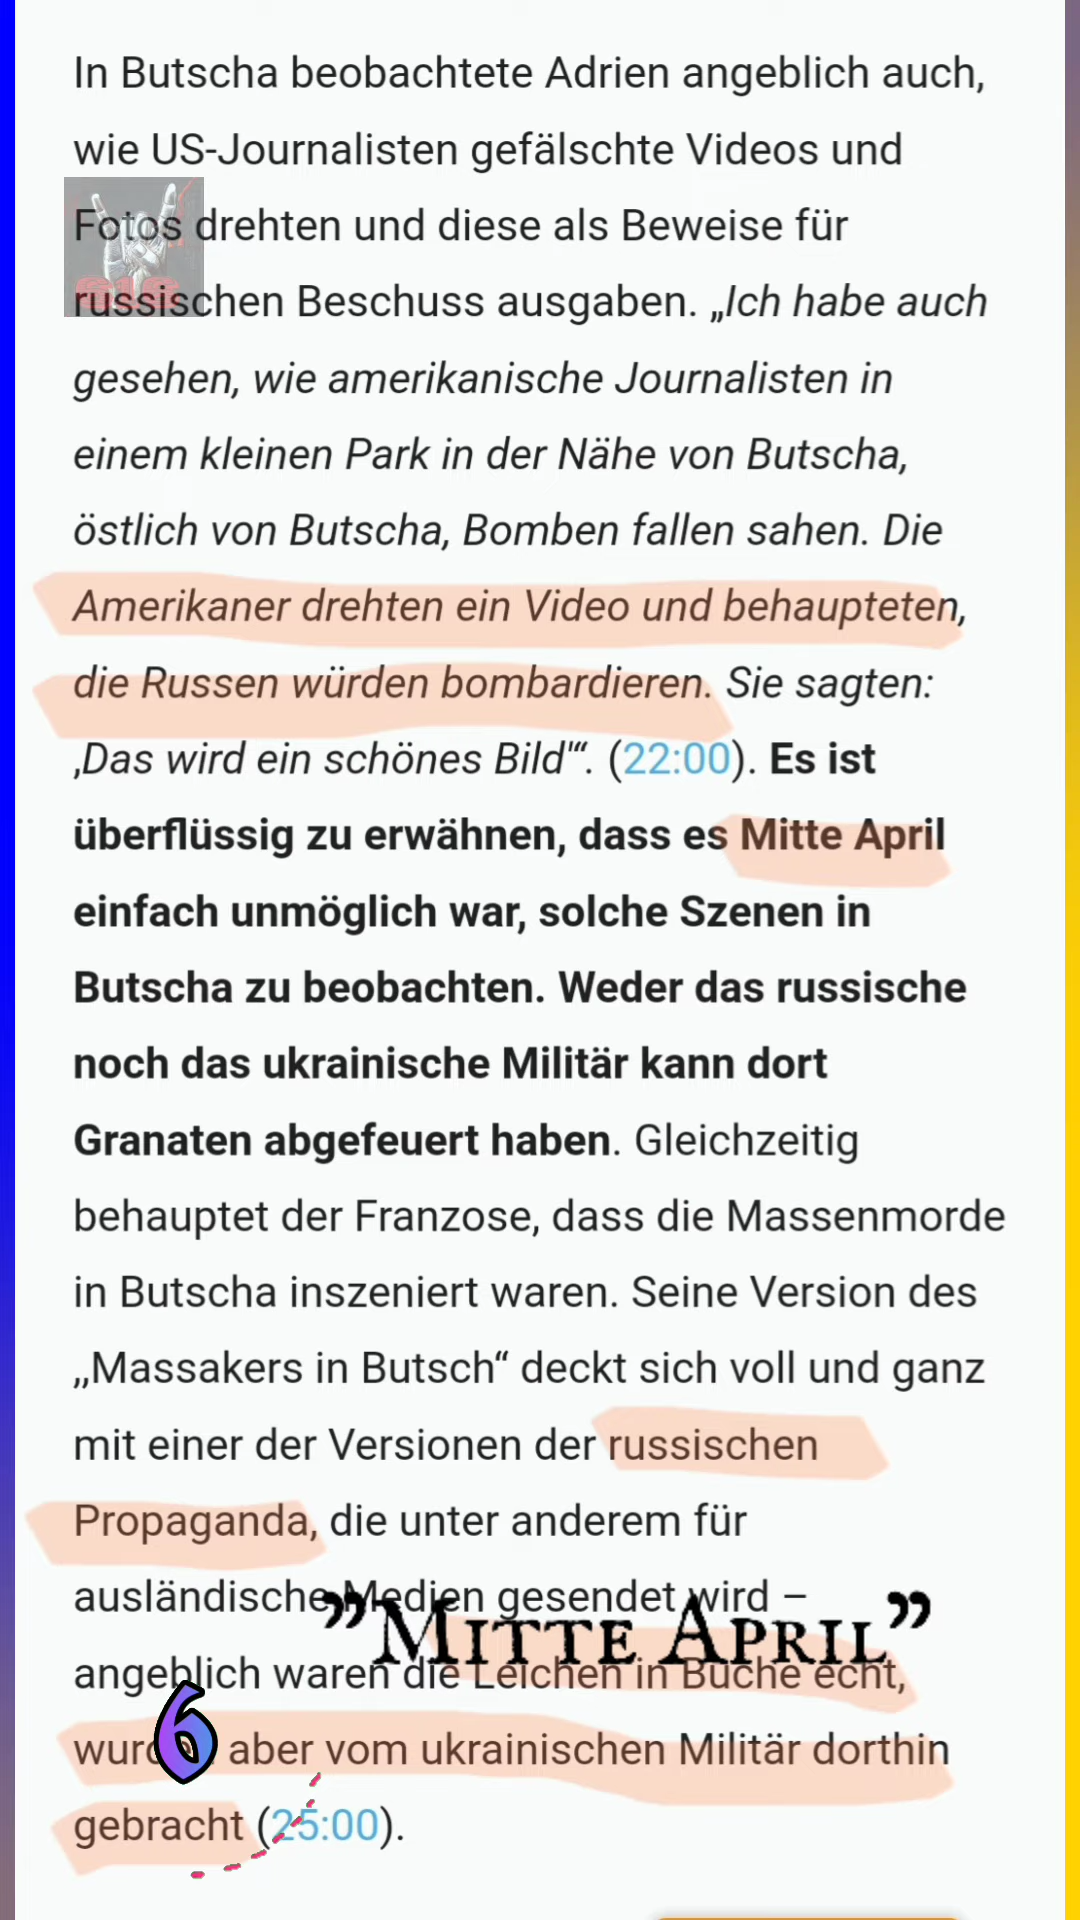 In Butscha beobachtete Adrien angeblich auch,
wie US-Journalisten gefälschte Videos und
Fotos drehten und diese als Beweise für
russischen Beschuss ausgaben. „Ich habe auch
gesehen, wie amerikanische Journalisten in
einem kleinen Park in der Nähe von Butscha,
östlich von Butscha, Bomben fallen sahen. Die
Amerikaner drehten ein Video und behaupteten,
die Russen würden bombardieren. Sie sagten:
‚Das wird ein schönes Bild'“. (22:00). Es ist
überflüssig zu erwähnen, dass es Mitte April
einfach unmöglich war, solche Szenen in
Butscha zu beobachten. Weder das russische
noch das ukrainische Militär kann dort
Granaten abgefeuert haben. Gleichzeitig
behauptet der Franzose, dass die Massenmorde
in Butscha inszeniert waren. Seine Version des
„Massakers in Butsch“ deckt sich voll und ganz
mit einer der Versionen der russischen
Propaganda, die unter anderem für
ausländische Medien gesendet wird –
”Mitte April”
angeblich waren die Leichen in Buche echt,
6
aber vom ukrainischen Militär dorthin
gebracht (25:00).